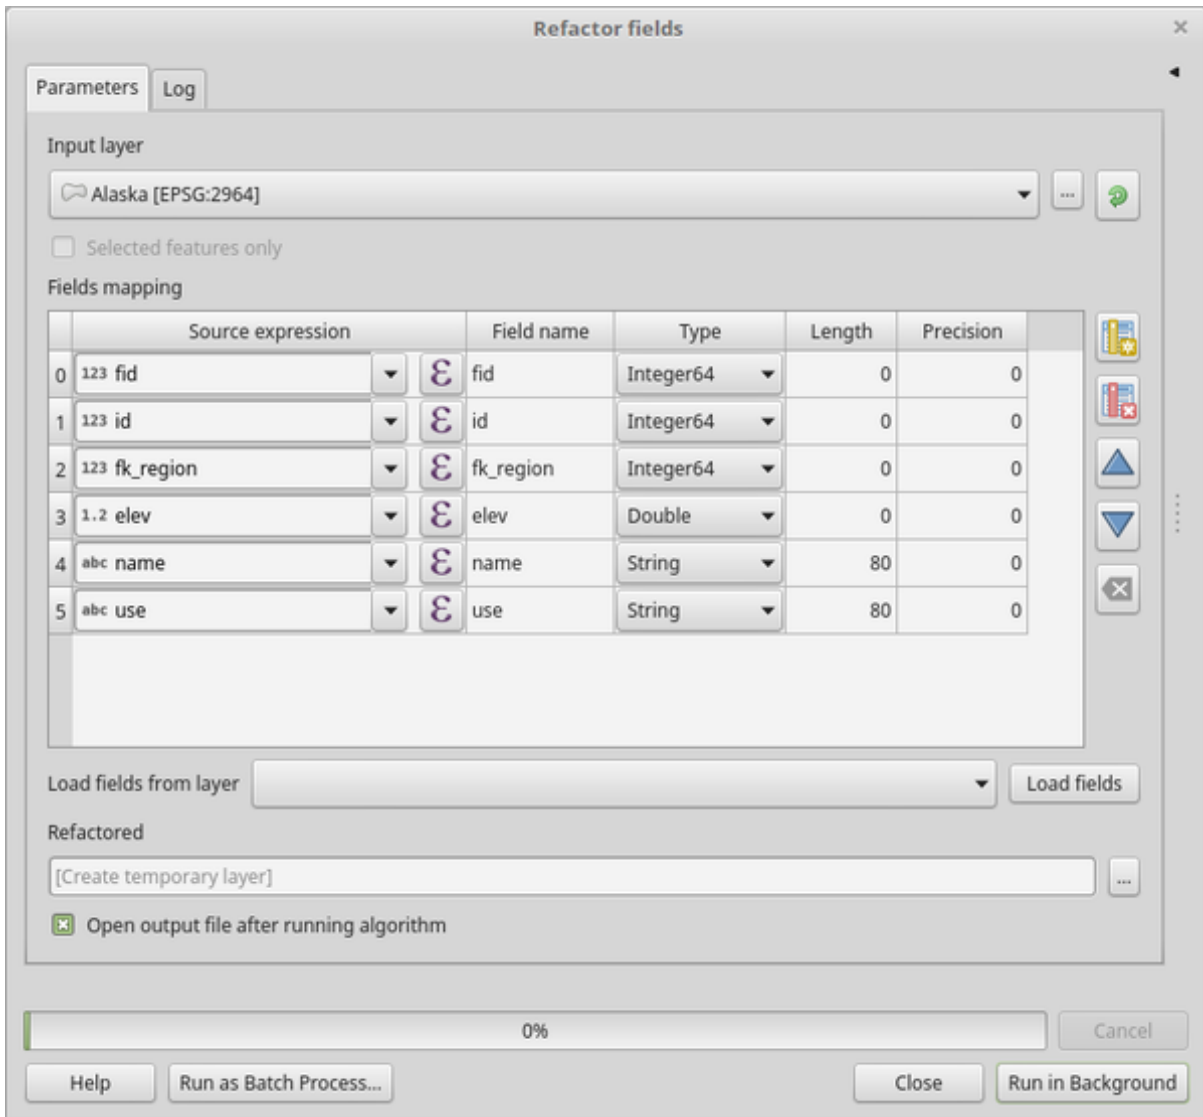 Refactor fields
Parameters Log
Input layer
Alaska [EPSG:2964] ...
Selected features only
Fields mapping
Source expression Field name Type Length Precision
0 123 fid ε fid Integer64 0 0
1 123 id ε id Integer64 0 0
2 123 fk_region ε fk_region Integer64 0 0
3 1.2 elev ε elev Double 0 0
4 abc name ε name String 80 0
5 abc use ε use String 80 0
Load fields from layer Load fields
Refactored
[Create temporary layer] ...
Open output file after running algorithm
0% Cancel
Help Run as Batch Process... Close Run in Background